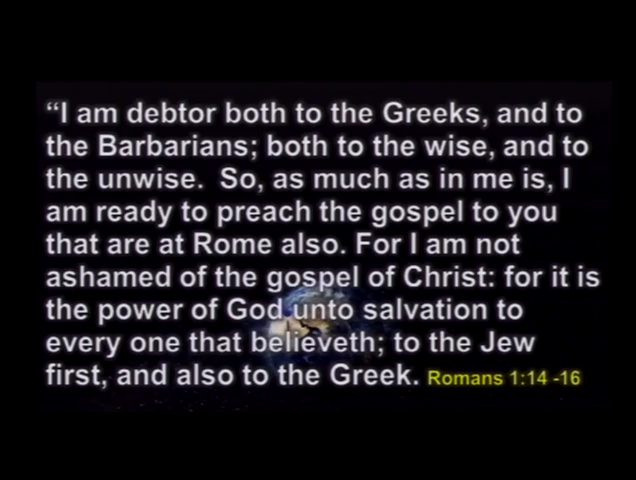 “I am debtor both to the Greeks, and to
the Barbarians; both to the wise, and to
the unwise.  So, as much as in me is, I
am ready to preach the gospel to you
that are at Rome also. For I am not
ashamed of the gospel of Christ: for it is
the power of God unto salvation to
every one that believeth; to the Jew
first, and also to the Greek. Romans 1:14 -16